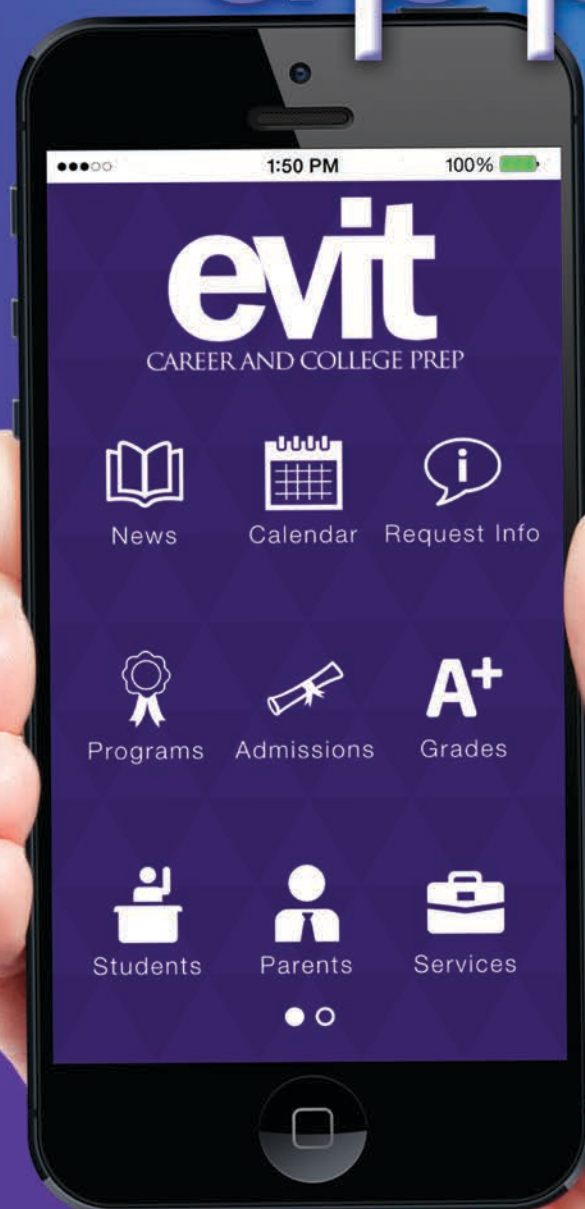 1:50 PM 100%
evit
CAREER AND COLLEGE PREP
i
News Calendar Request Info
A+
Programs Admissions Grades
Students Parents Services